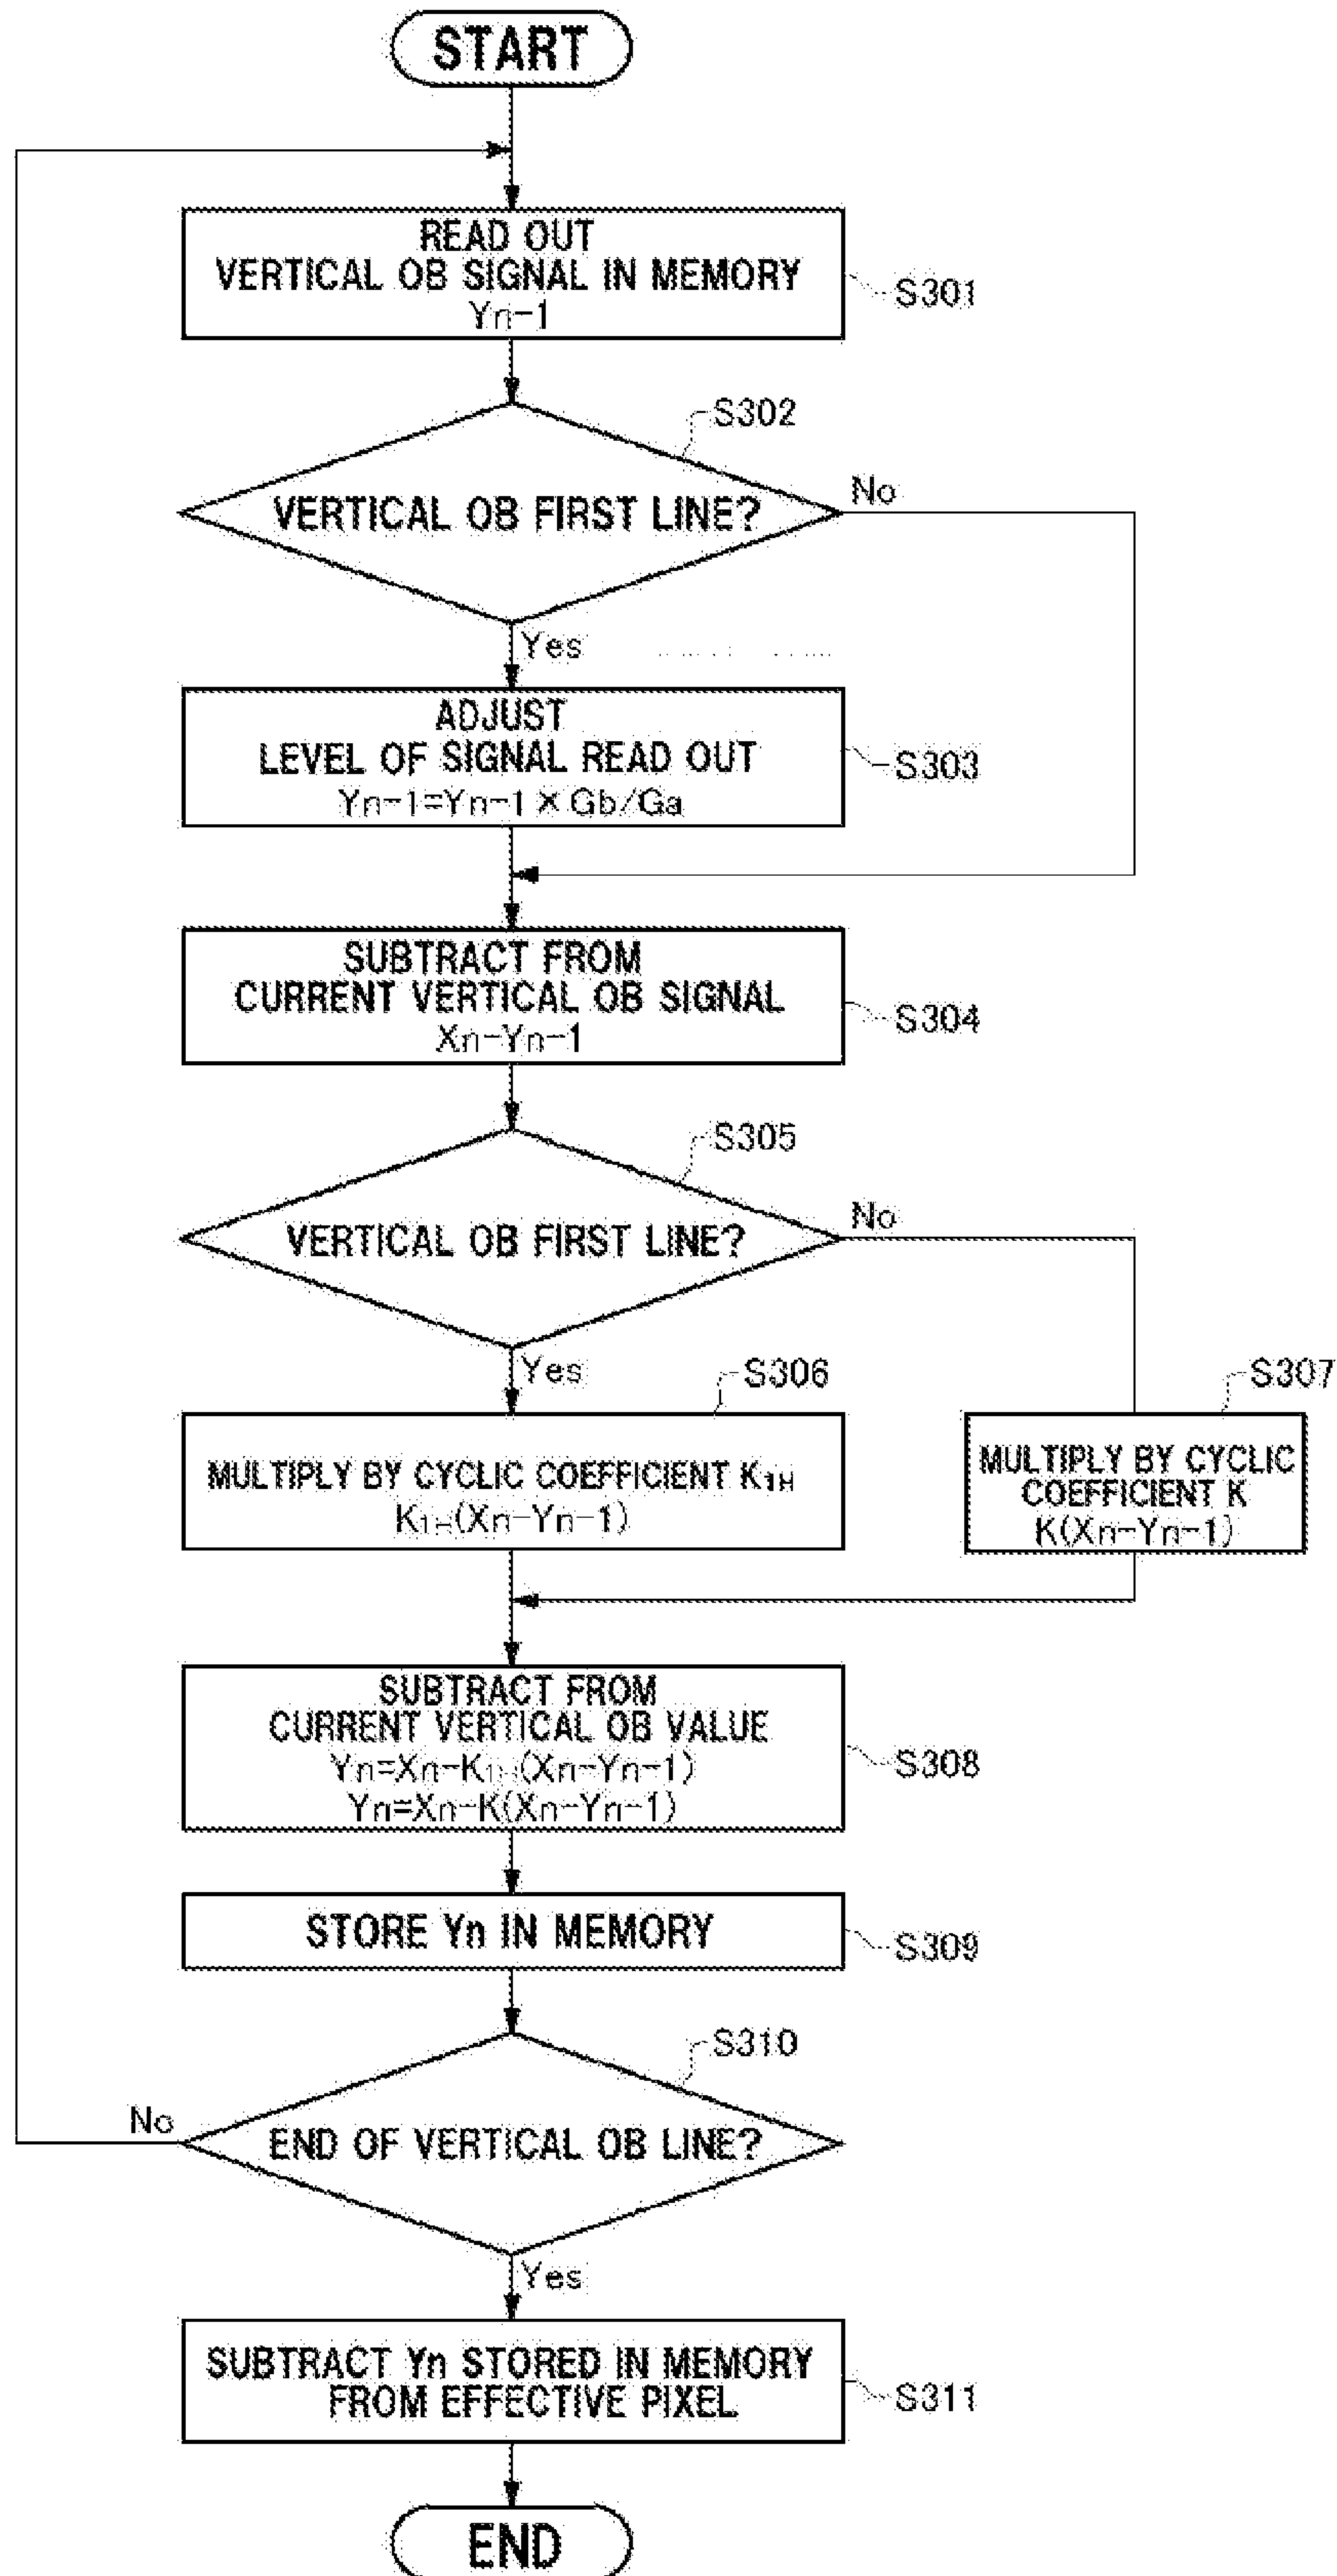 START
READ OUT
VERTICAL OB SIGNAL IN MEMORY
Yn-1
S301
S302
VERTICAL OB FIRST LINE?
No
Yes
ADJUST
LEVEL OF SIGNAL READ OUT
Yn-1=Yn-1×Gb/Ga
S303
SUBTRACT FROM
CURRENT VERTICAL OB SIGNAL
Xn-Yn-1
S304
S305
VERTICAL OB FIRST LINE?
No
Yes
S306
MULTIPLY BY CYCLIC COEFFICIENT K1H
K1H(Xn-Yn-1)
S307
MULTIPLY BY CYCLIC
COEFFICIENT K
K(Xn-Yn-1)
SUBTRACT FROM
CURRENT VERTICAL OB VALUE
Yn=Xn-K1H(Xn-Yn-1)
Yn=Xn-K(Xn-Yn-1)
S308
STORE Yn IN MEMORY
S309
S310
No
END OF VERTICAL OB LINE?
Yes
SUBTRACT Yn STORED IN MEMORY
FROM EFFECTIVE PIXEL
S311
END